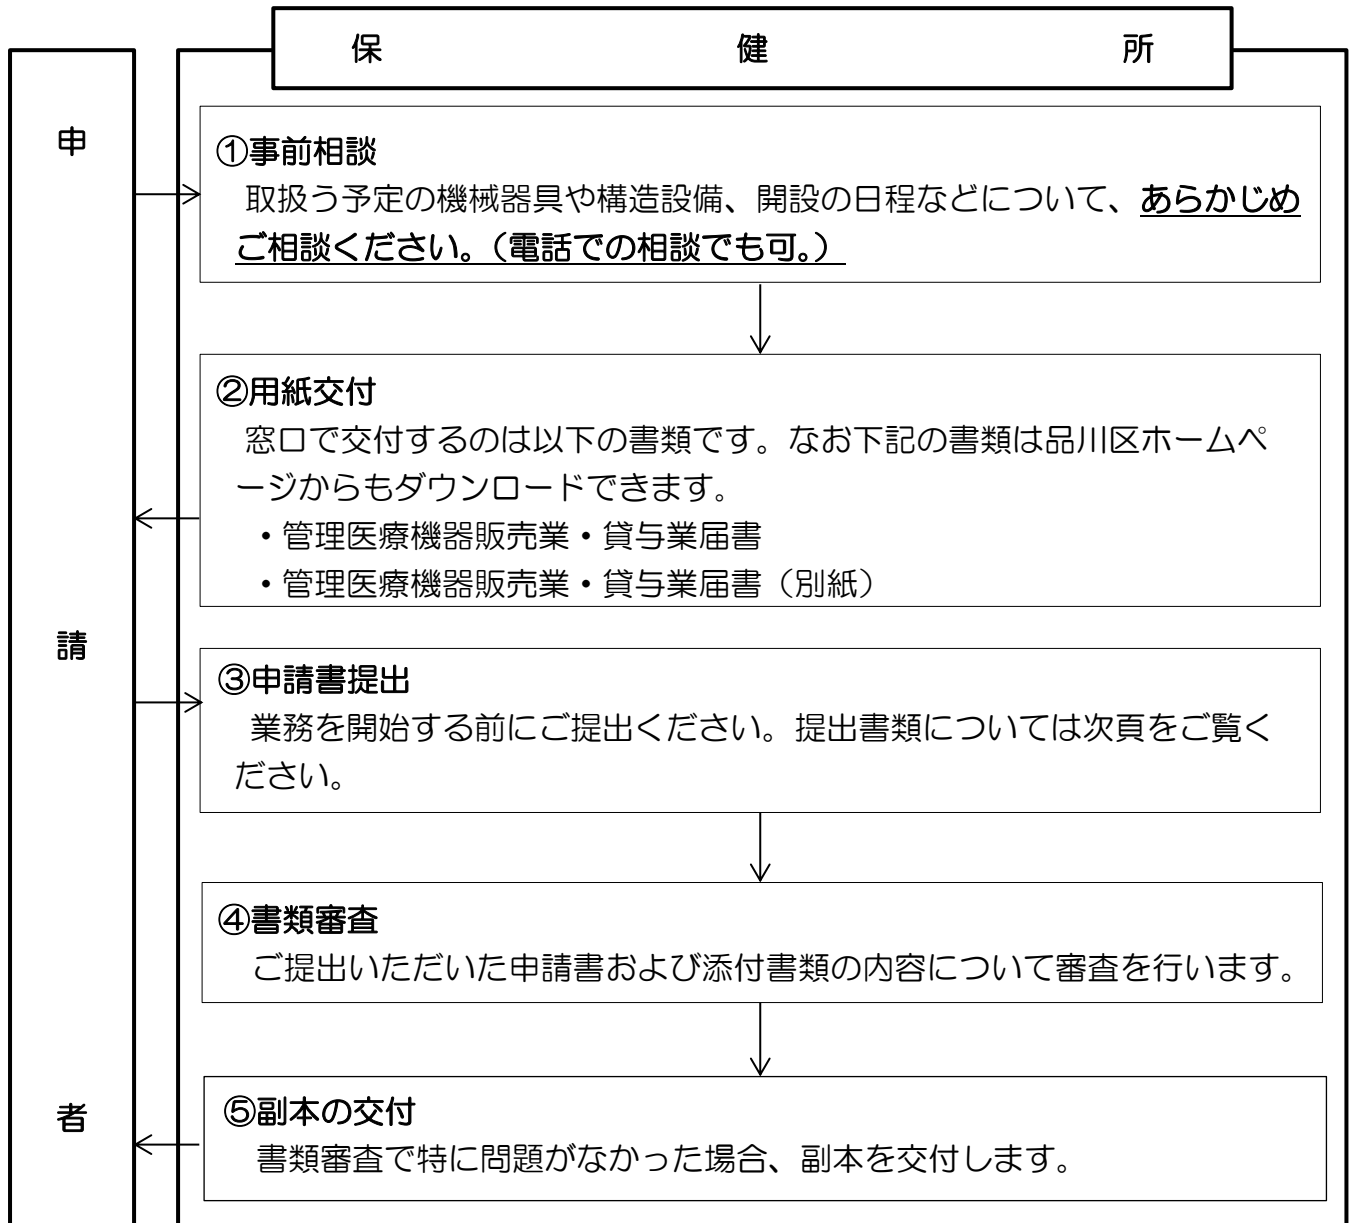 保健所
申請者
①事前相談
取扱う予定の機械器具や構造設備、開設の日程などについて、あらかじめ
ご相談ください。(電話での相談でも可。)
②用紙交付
窓口で交付するのは以下の書類です。なお下記の書類は品川区ホームペ
ージからもダウンロードできます。
・管理医療機器販売業・貸与業届書
・管理医療機器販売業・貸与業届書(別紙)
③申請書提出
業務を開始する前にご提出ください。提出書類については次頁をご覧く
ださい。
④書類審査
ご提出いただいた申請書および添付書類の内容について審査を行います。
⑤副本の交付
書類審査で特に問題がなかった場合、副本を交付します。